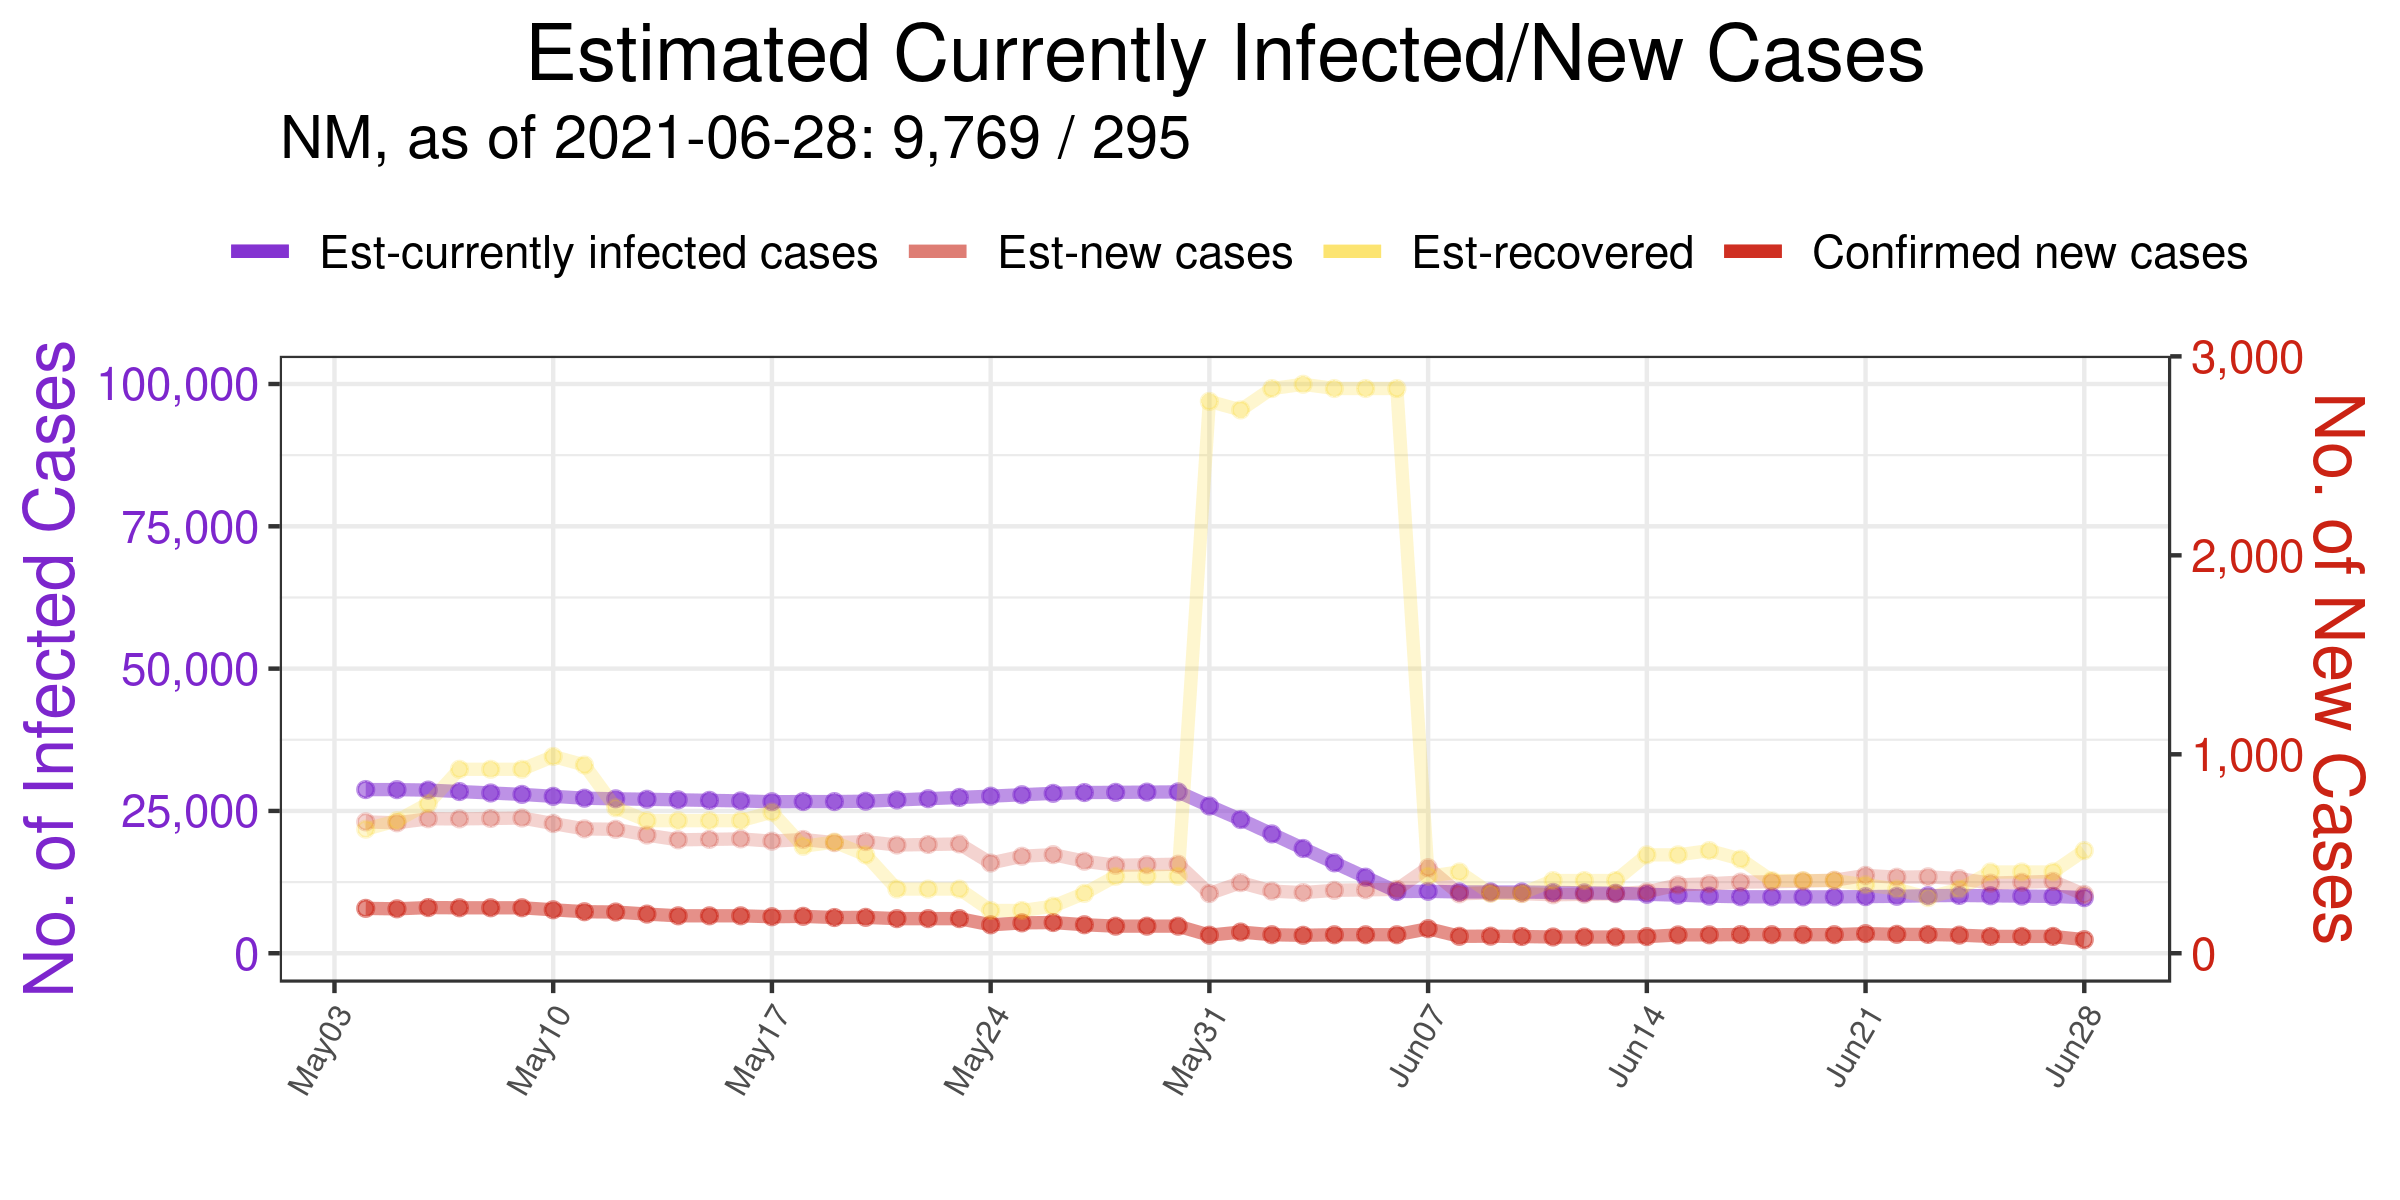 Estimated Currently Infected/New Cases
NM, as of 2021-06-28: 9,769 / 295
Est-currently infected cases Est-new cases Est-recovered Confirmed new cases
No. of Infected Cases
100,000
75,000
50,000
25,000
0
3,000
2,000
1,000
0
No. of New Cases
May03 May10 May17 May24 May31 Jun07 Jun14 Jun21 Jun28